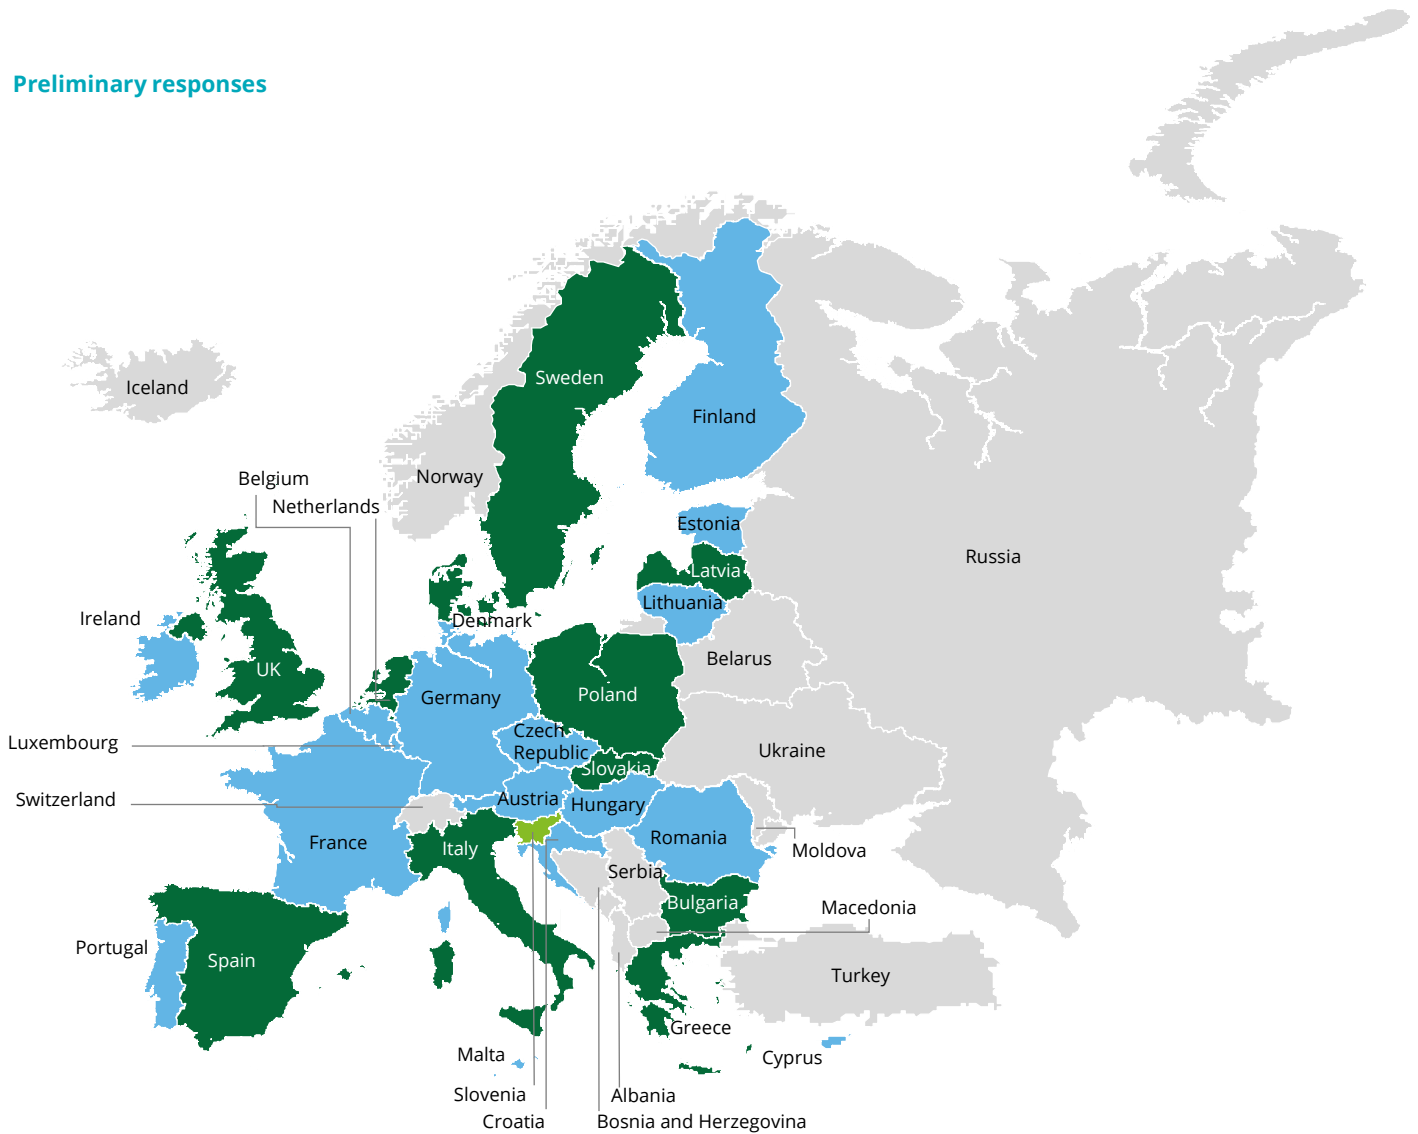 Preliminary responses
Iceland
Sweden
Finland
Norway
Belgium
Netherlands
Estonia
Russia
Latvia
Lithuania
Ireland
Denmark
UK
Belarus
Germany
Poland
Czech
Republic
Luxembourg
Ukraine
Slovakia
Switzerland
Austria
Hungary
France
Italy
Romania
Moldova
Serbia
Bulgaria
Macedonia
Portugal
Spain
Turkey
Greece
Malta
Cyprus
Slovenia
Albania
Croatia
Bosnia and Herzegovina